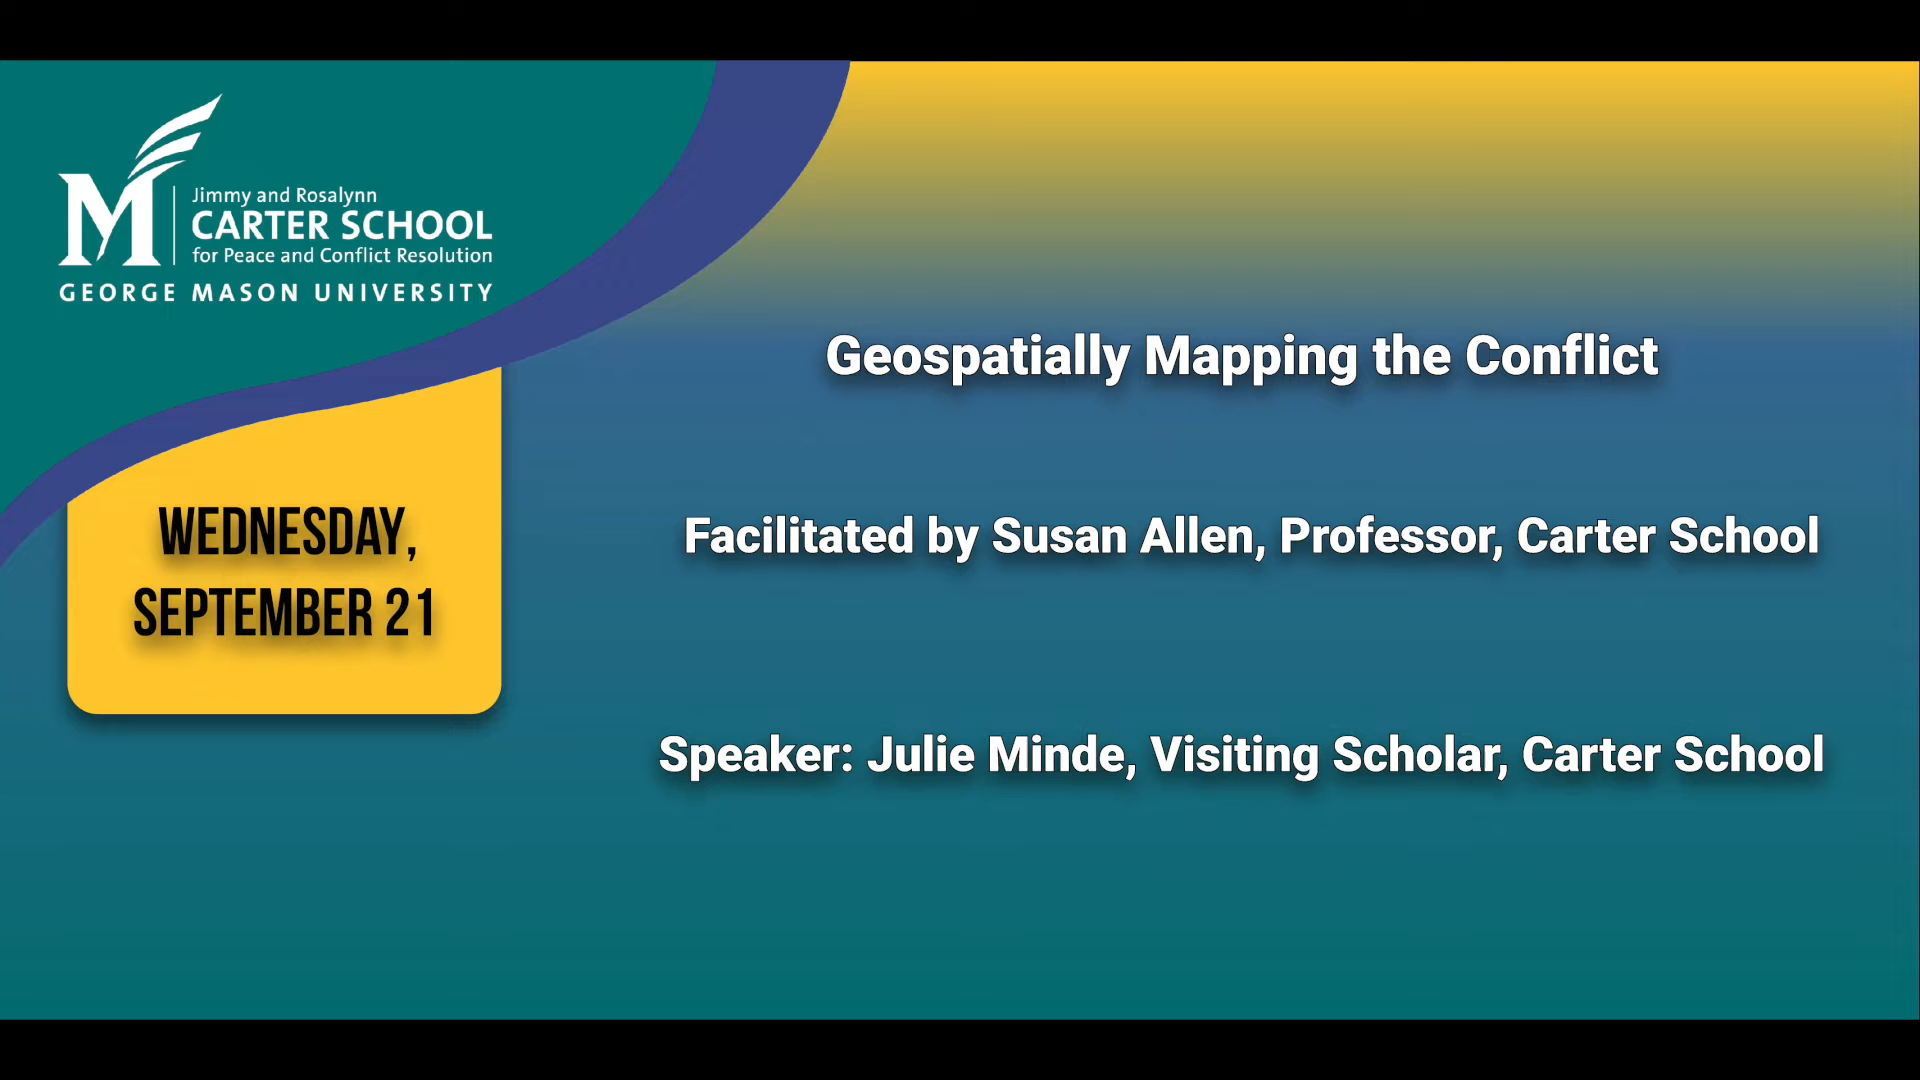 Jimmy and Rosalynn
CARTER SCHOOL
for Peace and Conflict Resolution
GEORGE MASON UNIVERSITY
WEDNESDAY,
SEPTEMBER 21
Geospatially Mapping the Conflict
Facilitated by Susan Allen, Professor, Carter School
Speaker: Julie Minde, Visiting Scholar, Carter School